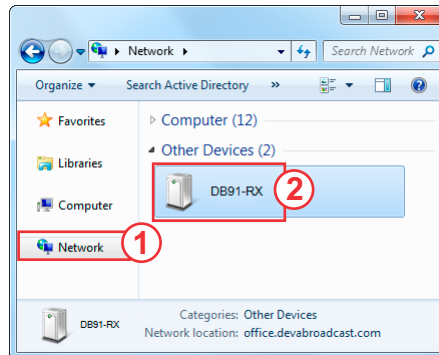 Network
Search Network
Organize
Search Active Directory
»
Favorites
Computer (12)
Other Devices (2)
Libraries
DB91-RX
2
Computer
Network
1
DB91-RX
Categories: Other Devices
Network location: office.devabroadcast.com